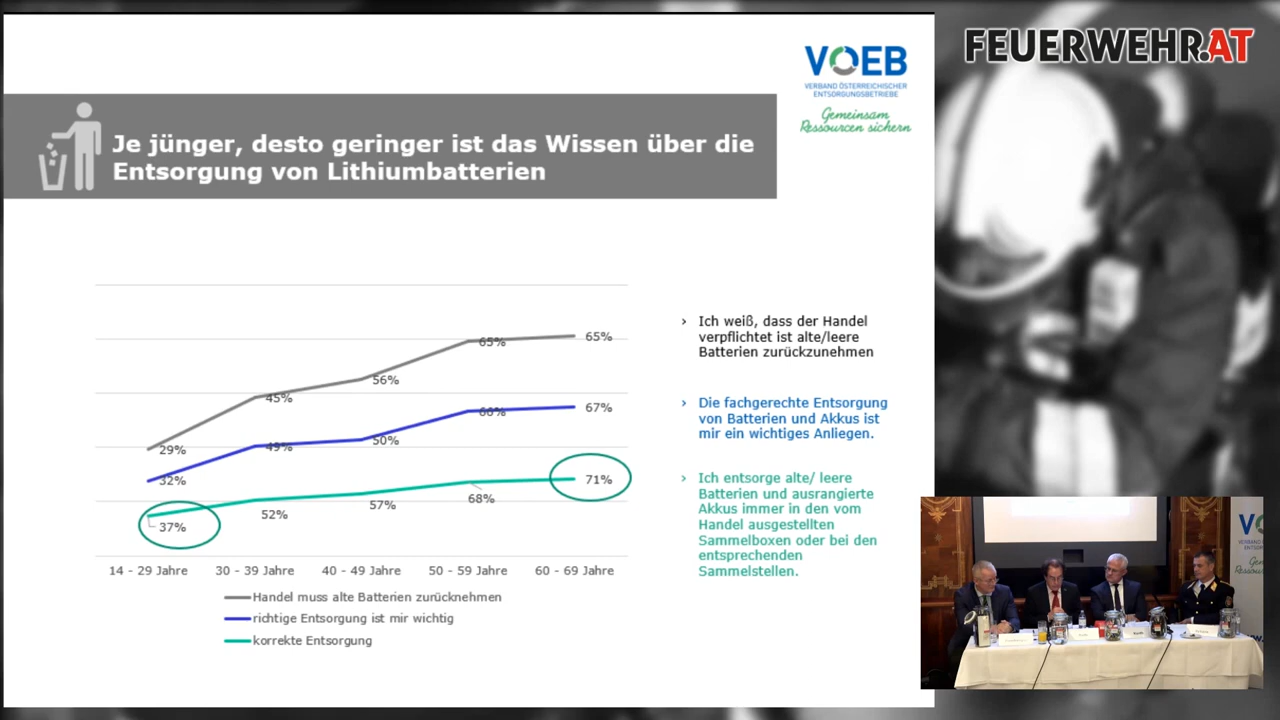 FEUERWEHR.AT
VOEB
VERBAND ÖSTERREICHISCHER
ENTSORGUNGSBETRIEBE
Gemeinsam
Ressourcen sichern
Je jünger, desto geringer ist das Wissen über die
Entsorgung von Lithiumbatterien
29%
45%
56%
65%
65%
32%
49%
50%
66%
67%
37%
52%
57%
68%
71%
14 - 29 Jahre
30 - 39 Jahre
40 - 49 Jahre
50 - 59 Jahre
60 - 69 Jahre
Handel muss alte Batterien zurücknehmen
richtige Entsorgung ist mir wichtig
korrekte Entsorgung
› Ich weiß, dass der Handel
verpflichtet ist alte/leere
Batterien zurückzunehmen
› Die fachgerechte Entsorgung
von Batterien und Akkus ist
mir ein wichtiges Anliegen.
› Ich entsorge alte/ leere
Batterien und ausrangierte
Akkus immer in den vom
Handel ausgestellten
Sammelboxen oder bei den
entsprechenden
Sammelstellen.